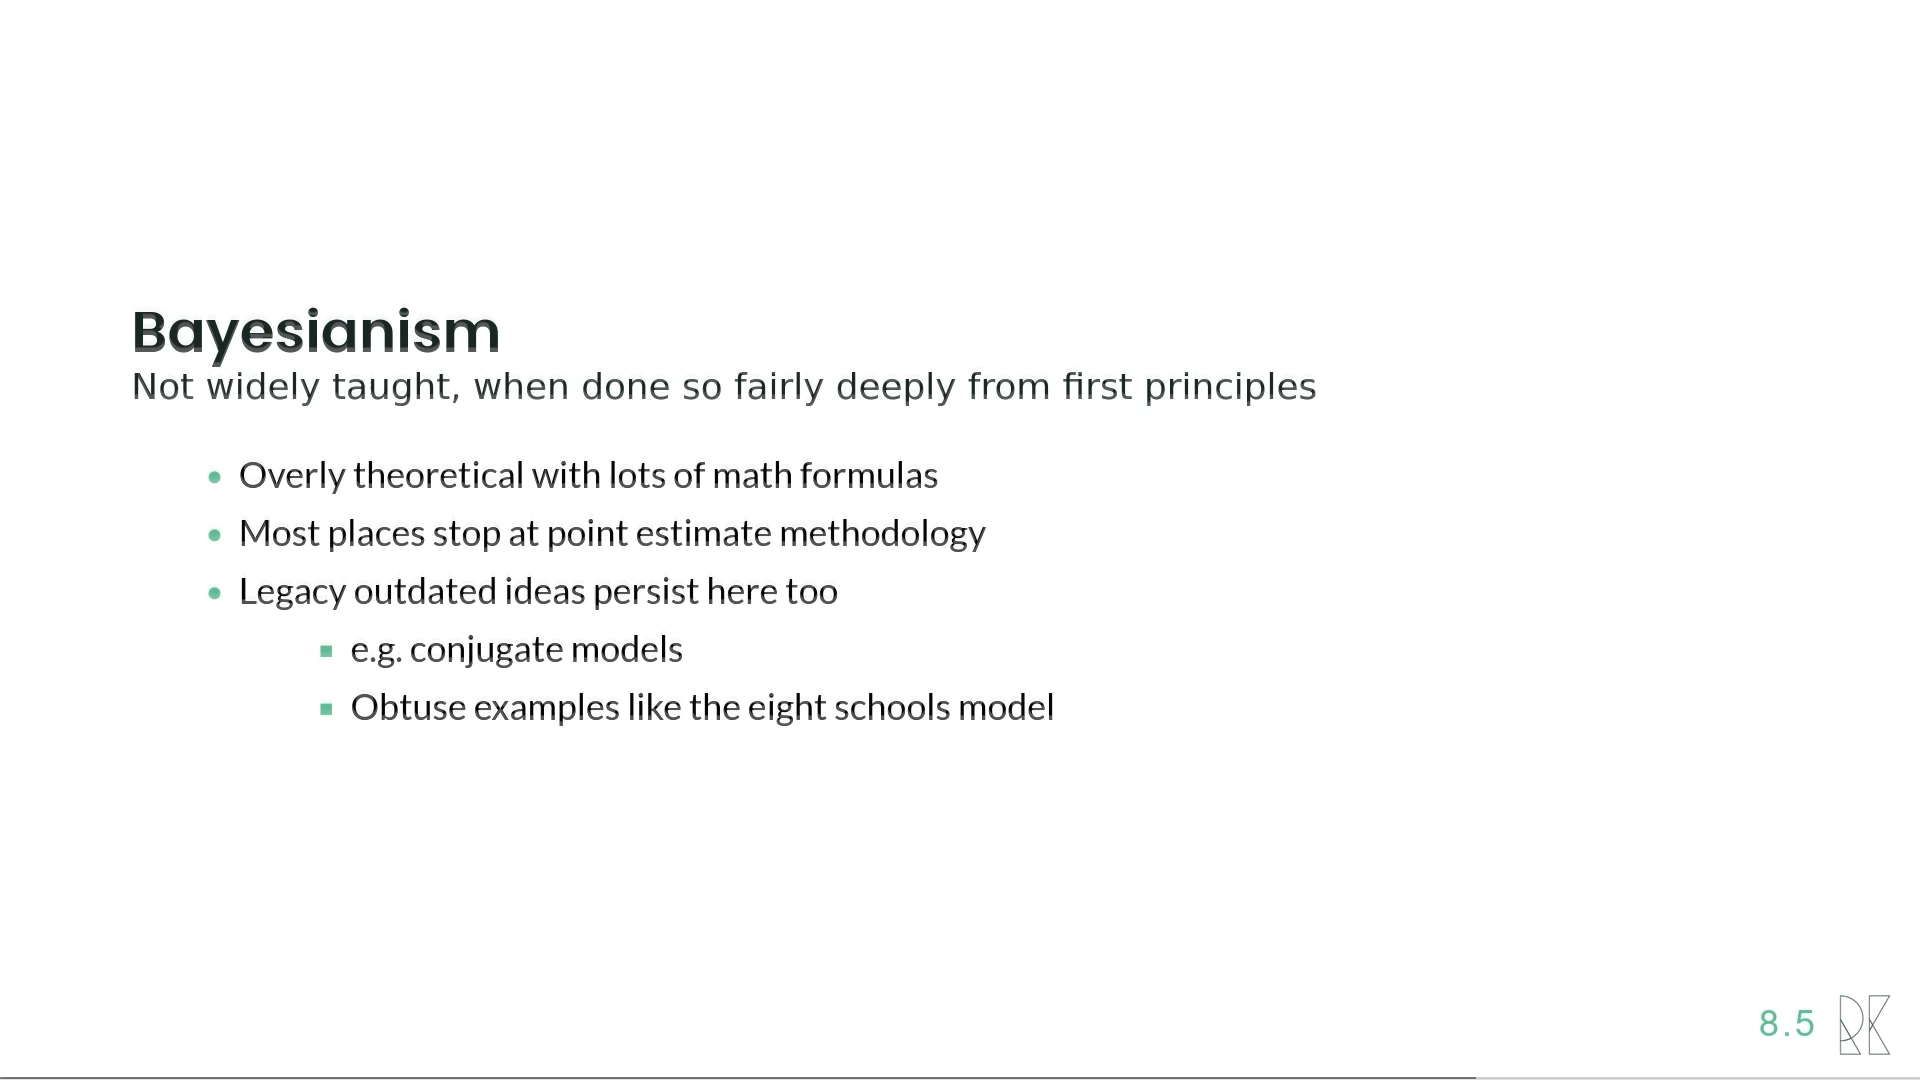 Bayesianism
Not widely taught, when done so fairly deeply from first principles
Overly theoretical with lots of math formulas
Most places stop at point estimate methodology
Legacy outdated ideas persist here too
e.g. conjugate models
Obtuse examples like the eight schools model
8.5 RK